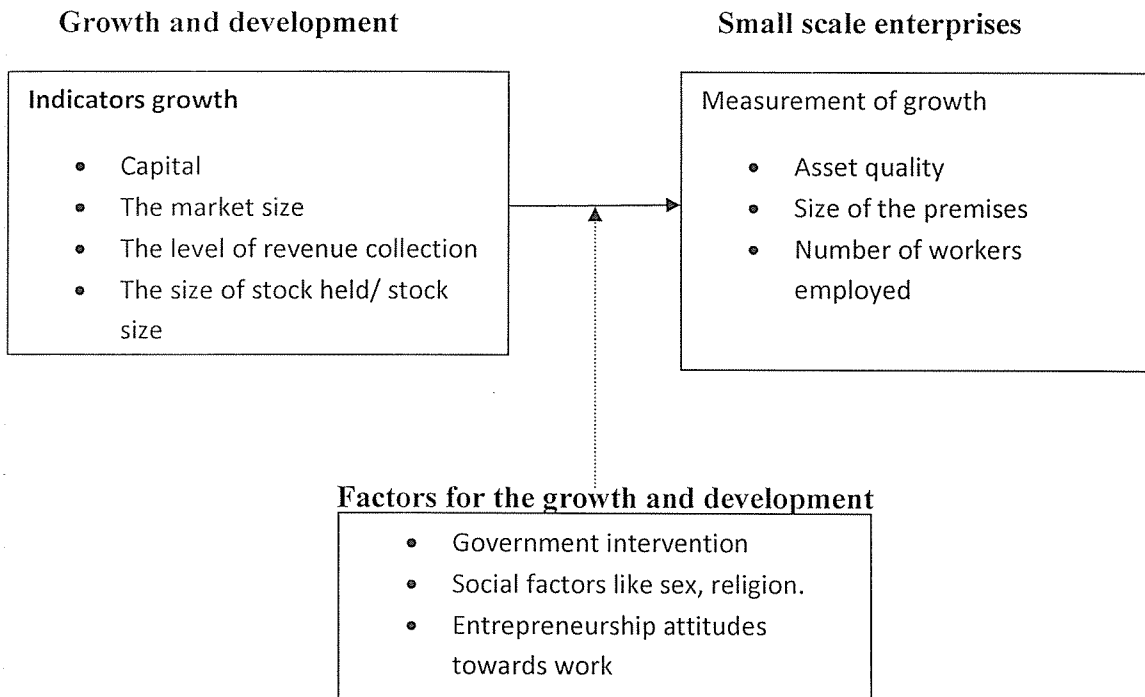 Growth and development
Small scale enterprises
Indicators growth
• Capital
• The market size
• The level of revenue collection
• The size of stock held/ stock
size
Measurement of growth
• Asset quality
• Size of the premises
• Number of workers
employed
Factors for the growth and development
• Government intervention
• Social factors like sex, religion.
• Entrepreneurship attitudes
towards work